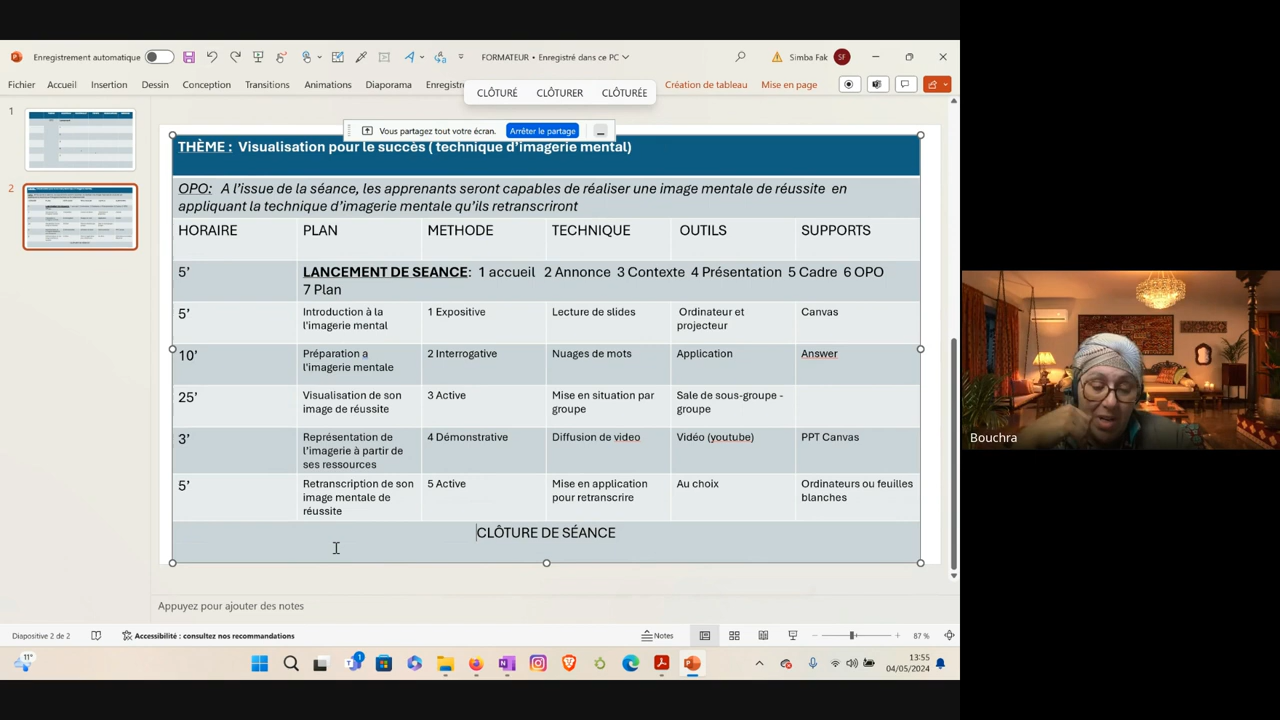 Enregistrement automatique
FORMATEUR • Enregistré dans ce PC
Simba Fak
SF
Fichier Accueil Insertion Dessin Conception Transitions Animations Diaporama Enregistre
Création de tableau Mise en page
CLÔTURÉ CLÔTURER CLÔTURÉE
Vous partagez tout votre écran. Arrêter le partage
1
2
THÈME : Visualisation pour le succès ( technique d’imagerie mental)
OPO: A l’issue de la séance, les apprenants seront capables de réaliser une image mentale de réussite en
appliquant la technique d’imagerie mentale qu’ils retranscriront
HORAIRE PLAN METHODE TECHNIQUE OUTILS SUPPORTS
5’ LANCEMENT DE SEANCE: 1 accueil 2 Annonce 3 Contexte 4 Présentation 5 Cadre 6 OPO
7 Plan
5’ Introduction à la 1 Expositive Lecture de slides Ordinateur et Canvas
l’imagerie mental projecteur
10’ Préparation a 2 Interrogative Nuages de mots Application Answer
l’imagerie mentale
25’ Visualisation de son 3 Active Mise en situation par Sale de sous-groupe -
image de réussite groupe groupe
3’ Représentation de 4 Démonstrative Diffusion de video Vidéo (youtube) PPT Canvas
l’imagerie à partir de
ses ressources
5’ Retranscription de son 5 Active Mise en application Au choix Ordinateurs ou feuilles
image mentale de pour retranscrire blanches
réussite
CLÔTURE DE SÉANCE
Bouchra
Appuyez pour ajouter des notes
Diapositive 2 de 2 Accessibilité : consultez nos recommandations Notes 87 %
11°
13:55
04/05/2024